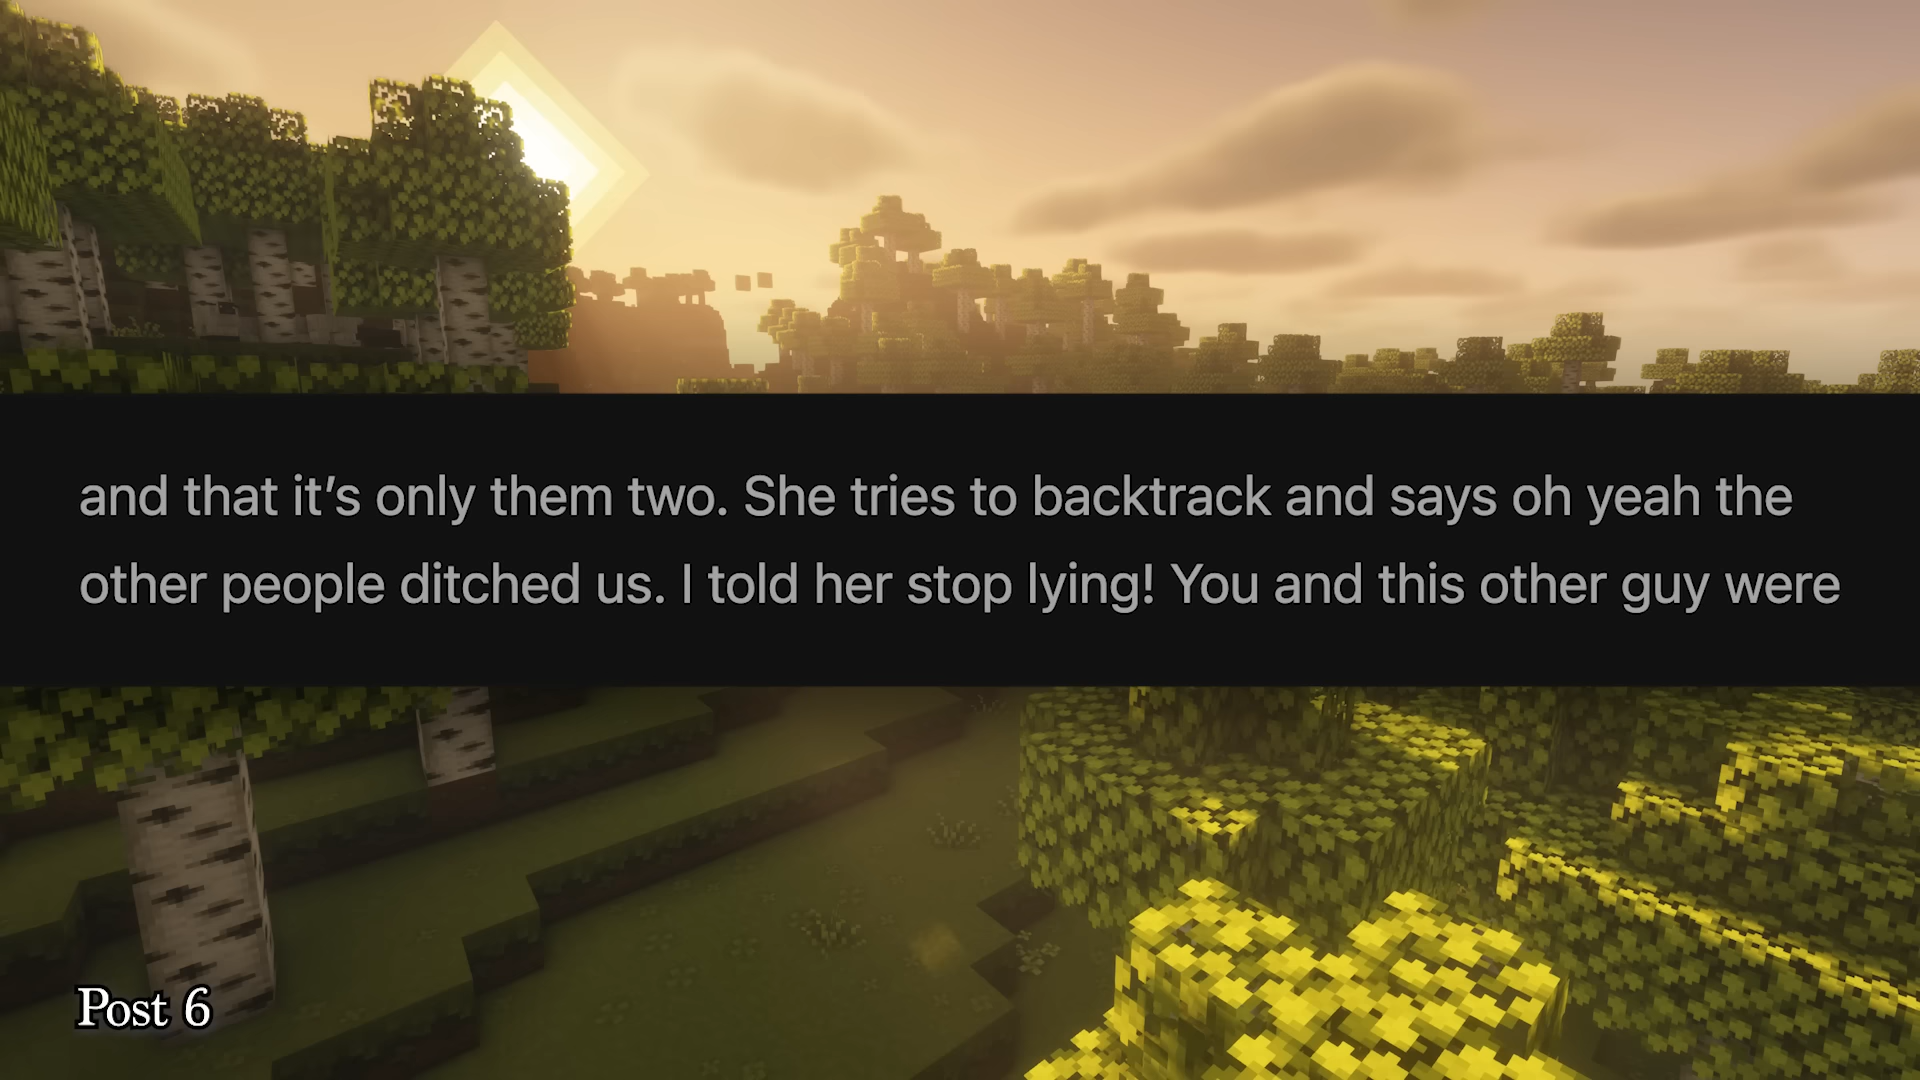 and that it’s only them two. She tries to backtrack and says oh yeah the
other people ditched us. I told her stop lying! You and this other guy were
Post 6